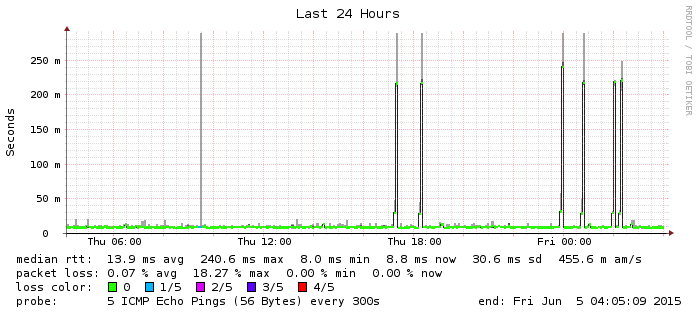 Last 24 Hours
RRDTOOL / TOBI OETIKER
Seconds
250 m
200 m
150 m
100 m
50 m
0
Thu 06:00 Thu 12:00 Thu 18:00 Fri 00:00
median rtt: 13.9 ms avg 240.6 ms max 8.0 ms min 8.8 ms now 30.6 ms sd 455.6 m am/s
packet loss: 0.07 % avg 18.27 % max 0.00 % min 0.00 % now
loss color: 0 1/5 2/5 3/5 4/5
probe: 5 ICMP Echo Pings (56 Bytes) every 300s end: Fri Jun 5 04:05:09 2015